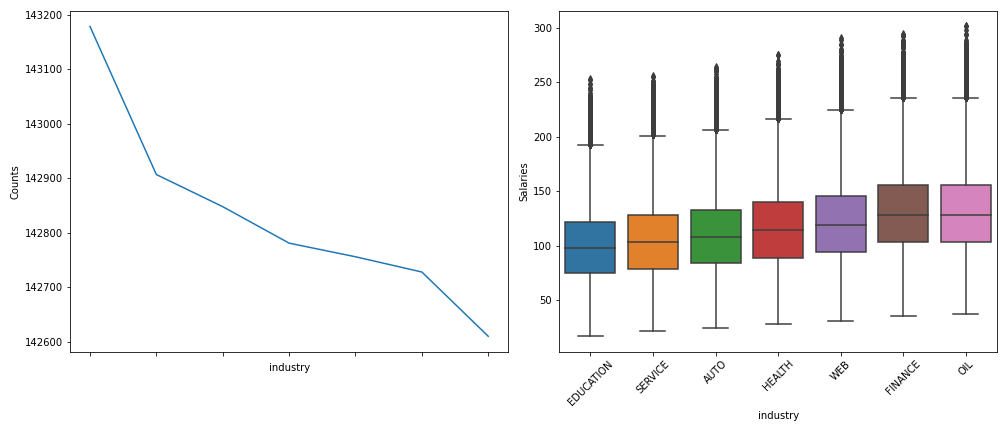 143200
143100
143000
142900
142800
142700
142600
Counts
industry
300
250
200
150
100
50
Salaries
EDUCATION
SERVICE
AUTO
HEALTH
WEB
FINANCE
OIL
industry